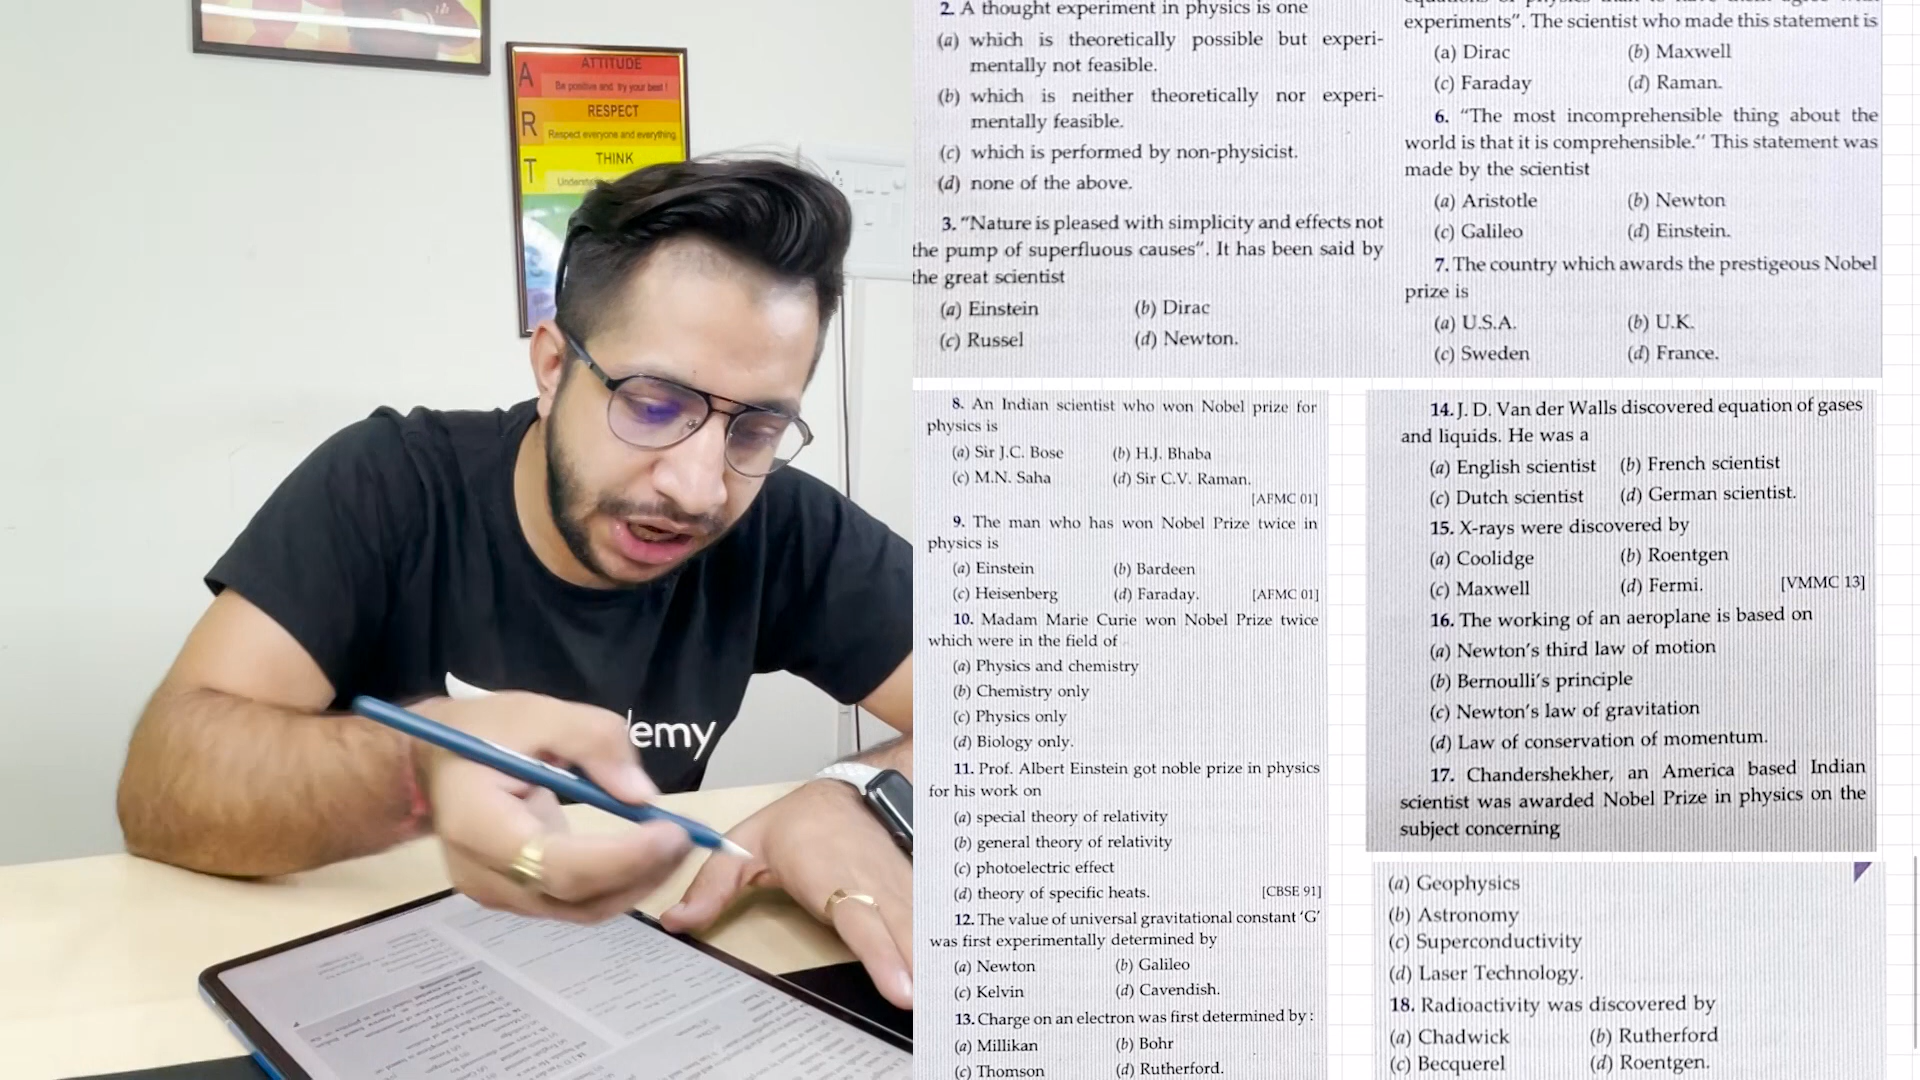 A ATTITUDE
Be positive and try your best !
R RESPECT
Respect everyone and everything
T THINK
emy
2. A thought experiment in physics is one
(a) which is theoretically possible but experi-
mentally not feasible.
(b) which is neither theoretically nor experi-
mentally feasible.
(c) which is performed by non-physicist.
(d) none of the above.
3. "Nature is pleased with simplicity and effects not
the pump of superfluous causes". It has been said by
the great scientist
(a) Einstein (b) Dirac
(c) Russel (d) Newton.
experiments". The scientist who made this statement is
(a) Dirac (b) Maxwell
(c) Faraday (d) Raman.
6. "The most incomprehensible thing about the
world is that it is comprehensible." This statement was
made by the scientist
(a) Aristotle (b) Newton
(c) Galileo (d) Einstein.
7. The country which awards the prestigeous Nobel
prize is
(a) U.S.A. (b) U.K.
(c) Sweden (d) France.
8. An Indian scientist who won Nobel prize for
physics is
(a) Sir J.C. Bose (b) H.J. Bhaba
(c) M.N. Saha (d) Sir C.V. Raman.
[AFMC 01]
9. The man who has won Nobel Prize twice in
physics is
(a) Einstein (b) Bardeen
(c) Heisenberg (d) Faraday. [AFMC 01]
10. Madam Marie Curie won Nobel Prize twice
which were in the field of
(a) Physics and chemistry
(b) Chemistry only
(c) Physics only
(d) Biology only.
11. Prof. Albert Einstein got noble prize in physics
for his work on
(a) special theory of relativity
(b) general theory of relativity
(c) photoelectric effect
(d) theory of specific heats. [CBSE 91]
12. The value of universal gravitational constant 'G'
was first experimentally determined by
(a) Newton (b) Galileo
(c) Kelvin (d) Cavendish.
13. Charge on an electron was first determined by :
(a) Millikan (b) Bohr
(c) Thomson (d) Rutherford.
14. J. D. Van der Walls discovered equation of gases
and liquids. He was a
(a) English scientist (b) French scientist
(c) Dutch scientist (d) German scientist.
15. X-rays were discovered by
(a) Coolidge (b) Roentgen
(c) Maxwell (d) Fermi. [VMMC 13]
16. The working of an aeroplane is based on
(a) Newton's third law of motion
(b) Bernoulli's principle
(c) Newton's law of gravitation
(d) Law of conservation of momentum.
17. Chandershekher, an America based Indian
scientist was awarded Nobel Prize in physics on the
subject concerning
(a) Geophysics
(b) Astronomy
(c) Superconductivity
(d) Laser Technology.
18. Radioactivity was discovered by
(a) Chadwick (b) Rutherford
(c) Becquerel (d) Roentgen.